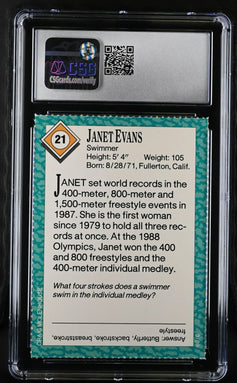 CSG
CSGcards.com/verify
21
JANET EVANS
Swimmer
Height: 5' 4" Weight: 105
Born: 8/28/71, Fullerton, Calif.
JANET set world records in the
400-meter, 800-meter and
1,500-meter freestyle events in
1987. She is the first woman
since 1979 to hold all three rec-
ords at once. At the 1988
Olympics, Janet won the 400
and 800 freestyles and the
400-meter individual medley.
What four strokes does a swimmer
swim in the individual medley?
Answer: Butterfly, backstroke, breaststroke,
freestyle